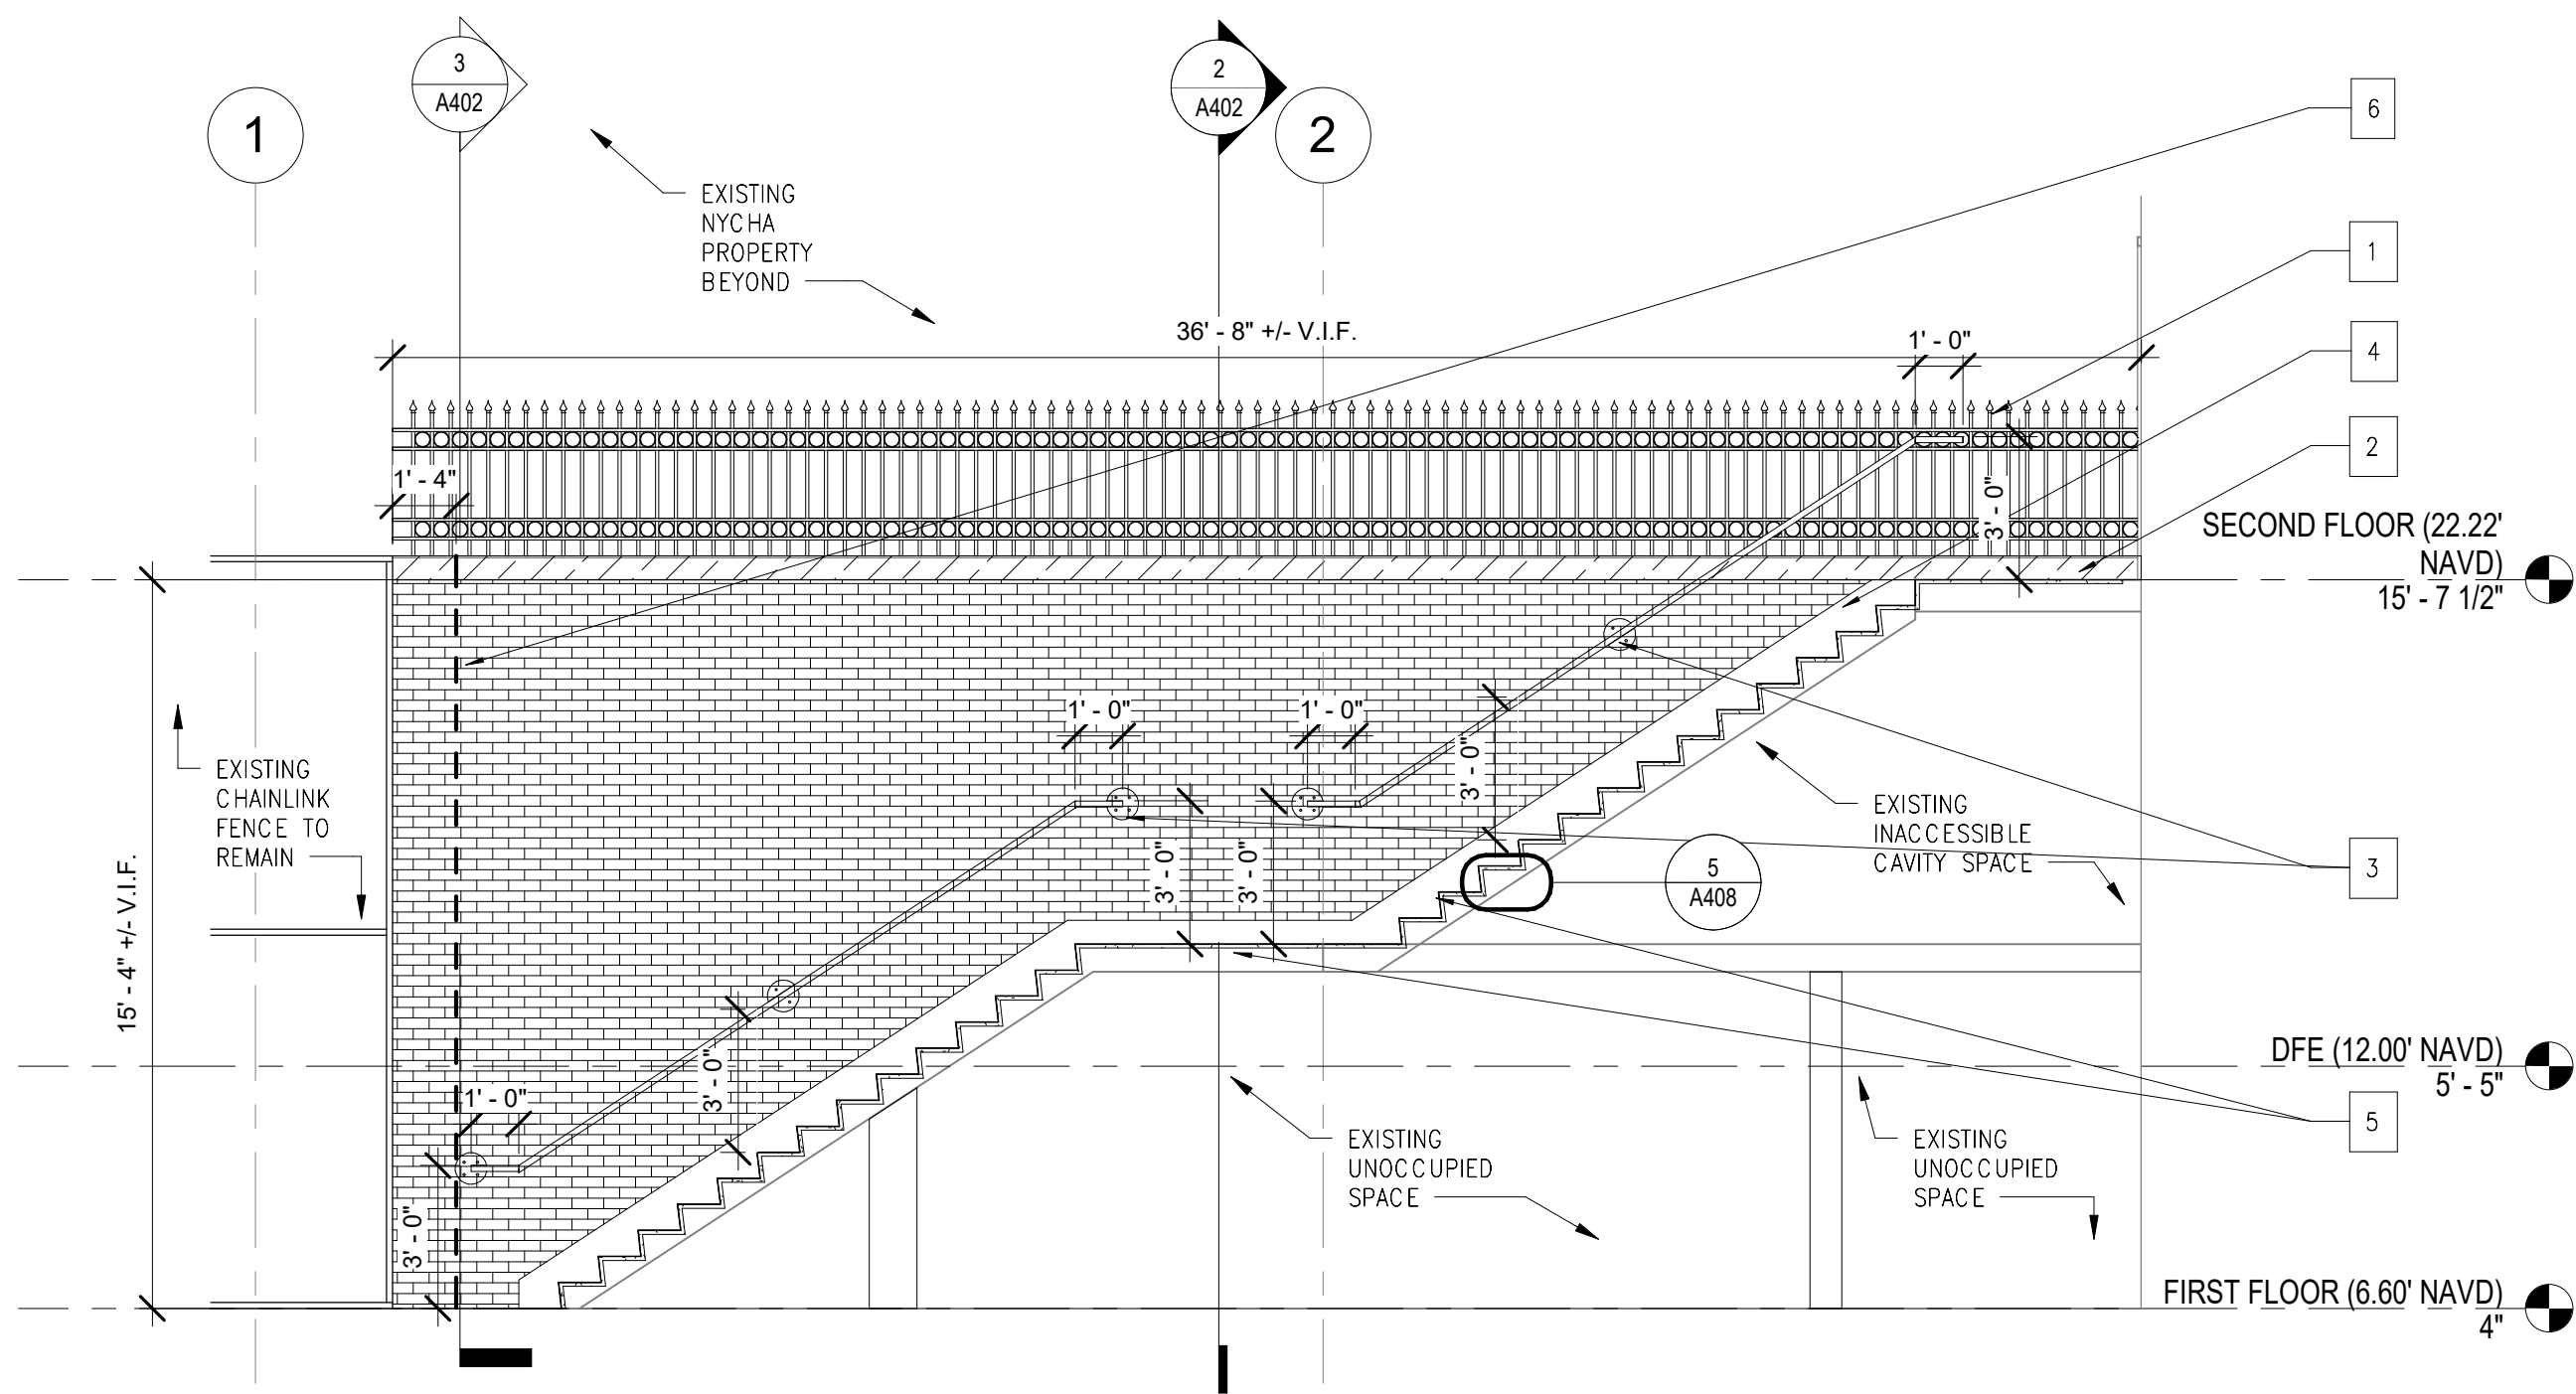 3
A402
2
A402
1
2
6
EXISTING
NYCHA
PROPERTY
BEYOND
1
36' - 8" +/- V.I.F.
1' - 0"
4
2
1' - 4"
3' - 0"
SECOND FLOOR (22.22'
NAVD)
15' - 7 1/2"
1' - 0"
1' - 0"
3' - 0"
EXISTING
CHAINLINK
FENCE TO
REMAIN
EXISTING
INACCESSIBLE
CAVITY SPACE
3' - 0"
3' - 0"
5
A408
3
15' - 4" +/- V.I.F.
DFE (12.00' NAVD)
5' - 5"
3' - 0"
1' - 0"
5
EXISTING
UNOCCUPIED
SPACE
EXISTING
UNOCCUPIED
SPACE
3' - 0"
FIRST FLOOR (6.60' NAVD)
4"